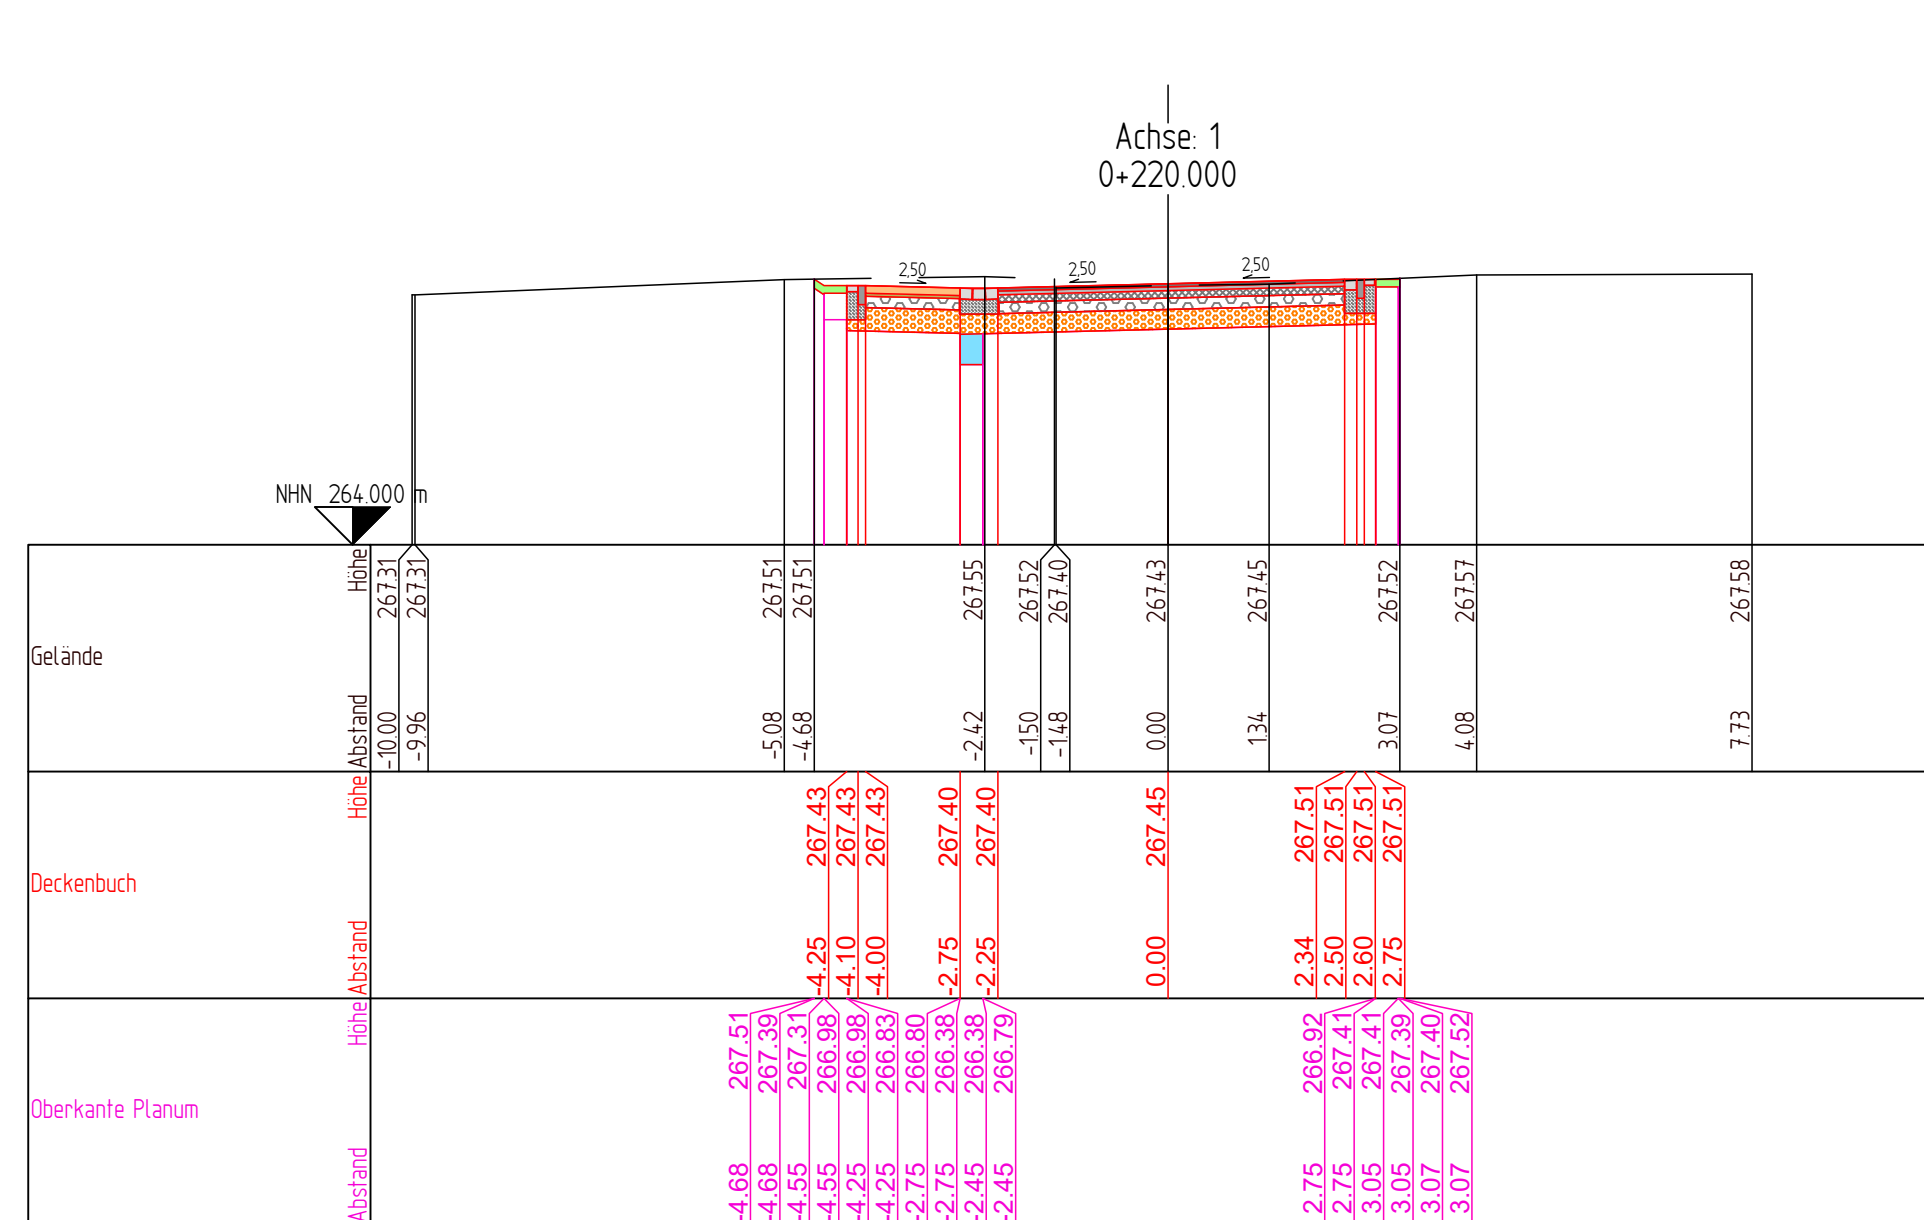 Achse: 1
0+220.000
2,50 2,50 2,50
NHN 264.000 m
Gelände
Höhe 267.31 267.31 267.51 267.51 267.55 267.52 267.40 267.43 267.45 267.52 267.57 267.58
Abstand -10.00 -9.96 -5.08 -4.68 -2.42 -1.50 -1.48 0.00 1.34 3.07 4.08 7.73
Deckenbuch
Höhe 267.43 267.43 267.43 267.40 267.40 267.45 267.51 267.51 267.51 267.51
Abstand -4.25 -4.10 -4.00 -2.75 -2.25 0.00 2.34 2.50 2.60 2.75
Oberkante Planum
Höhe 267.51 267.39 267.31 266.98 266.98 266.83 266.80 266.38 266.38 266.79 266.92 267.41 267.41 267.39 267.40 267.52
Abstand -4.68 -4.68 -4.55 -4.55 -4.25 -4.25 -2.75 -2.75 -2.45 -2.45 2.75 2.75 3.05 3.05 3.07 3.07